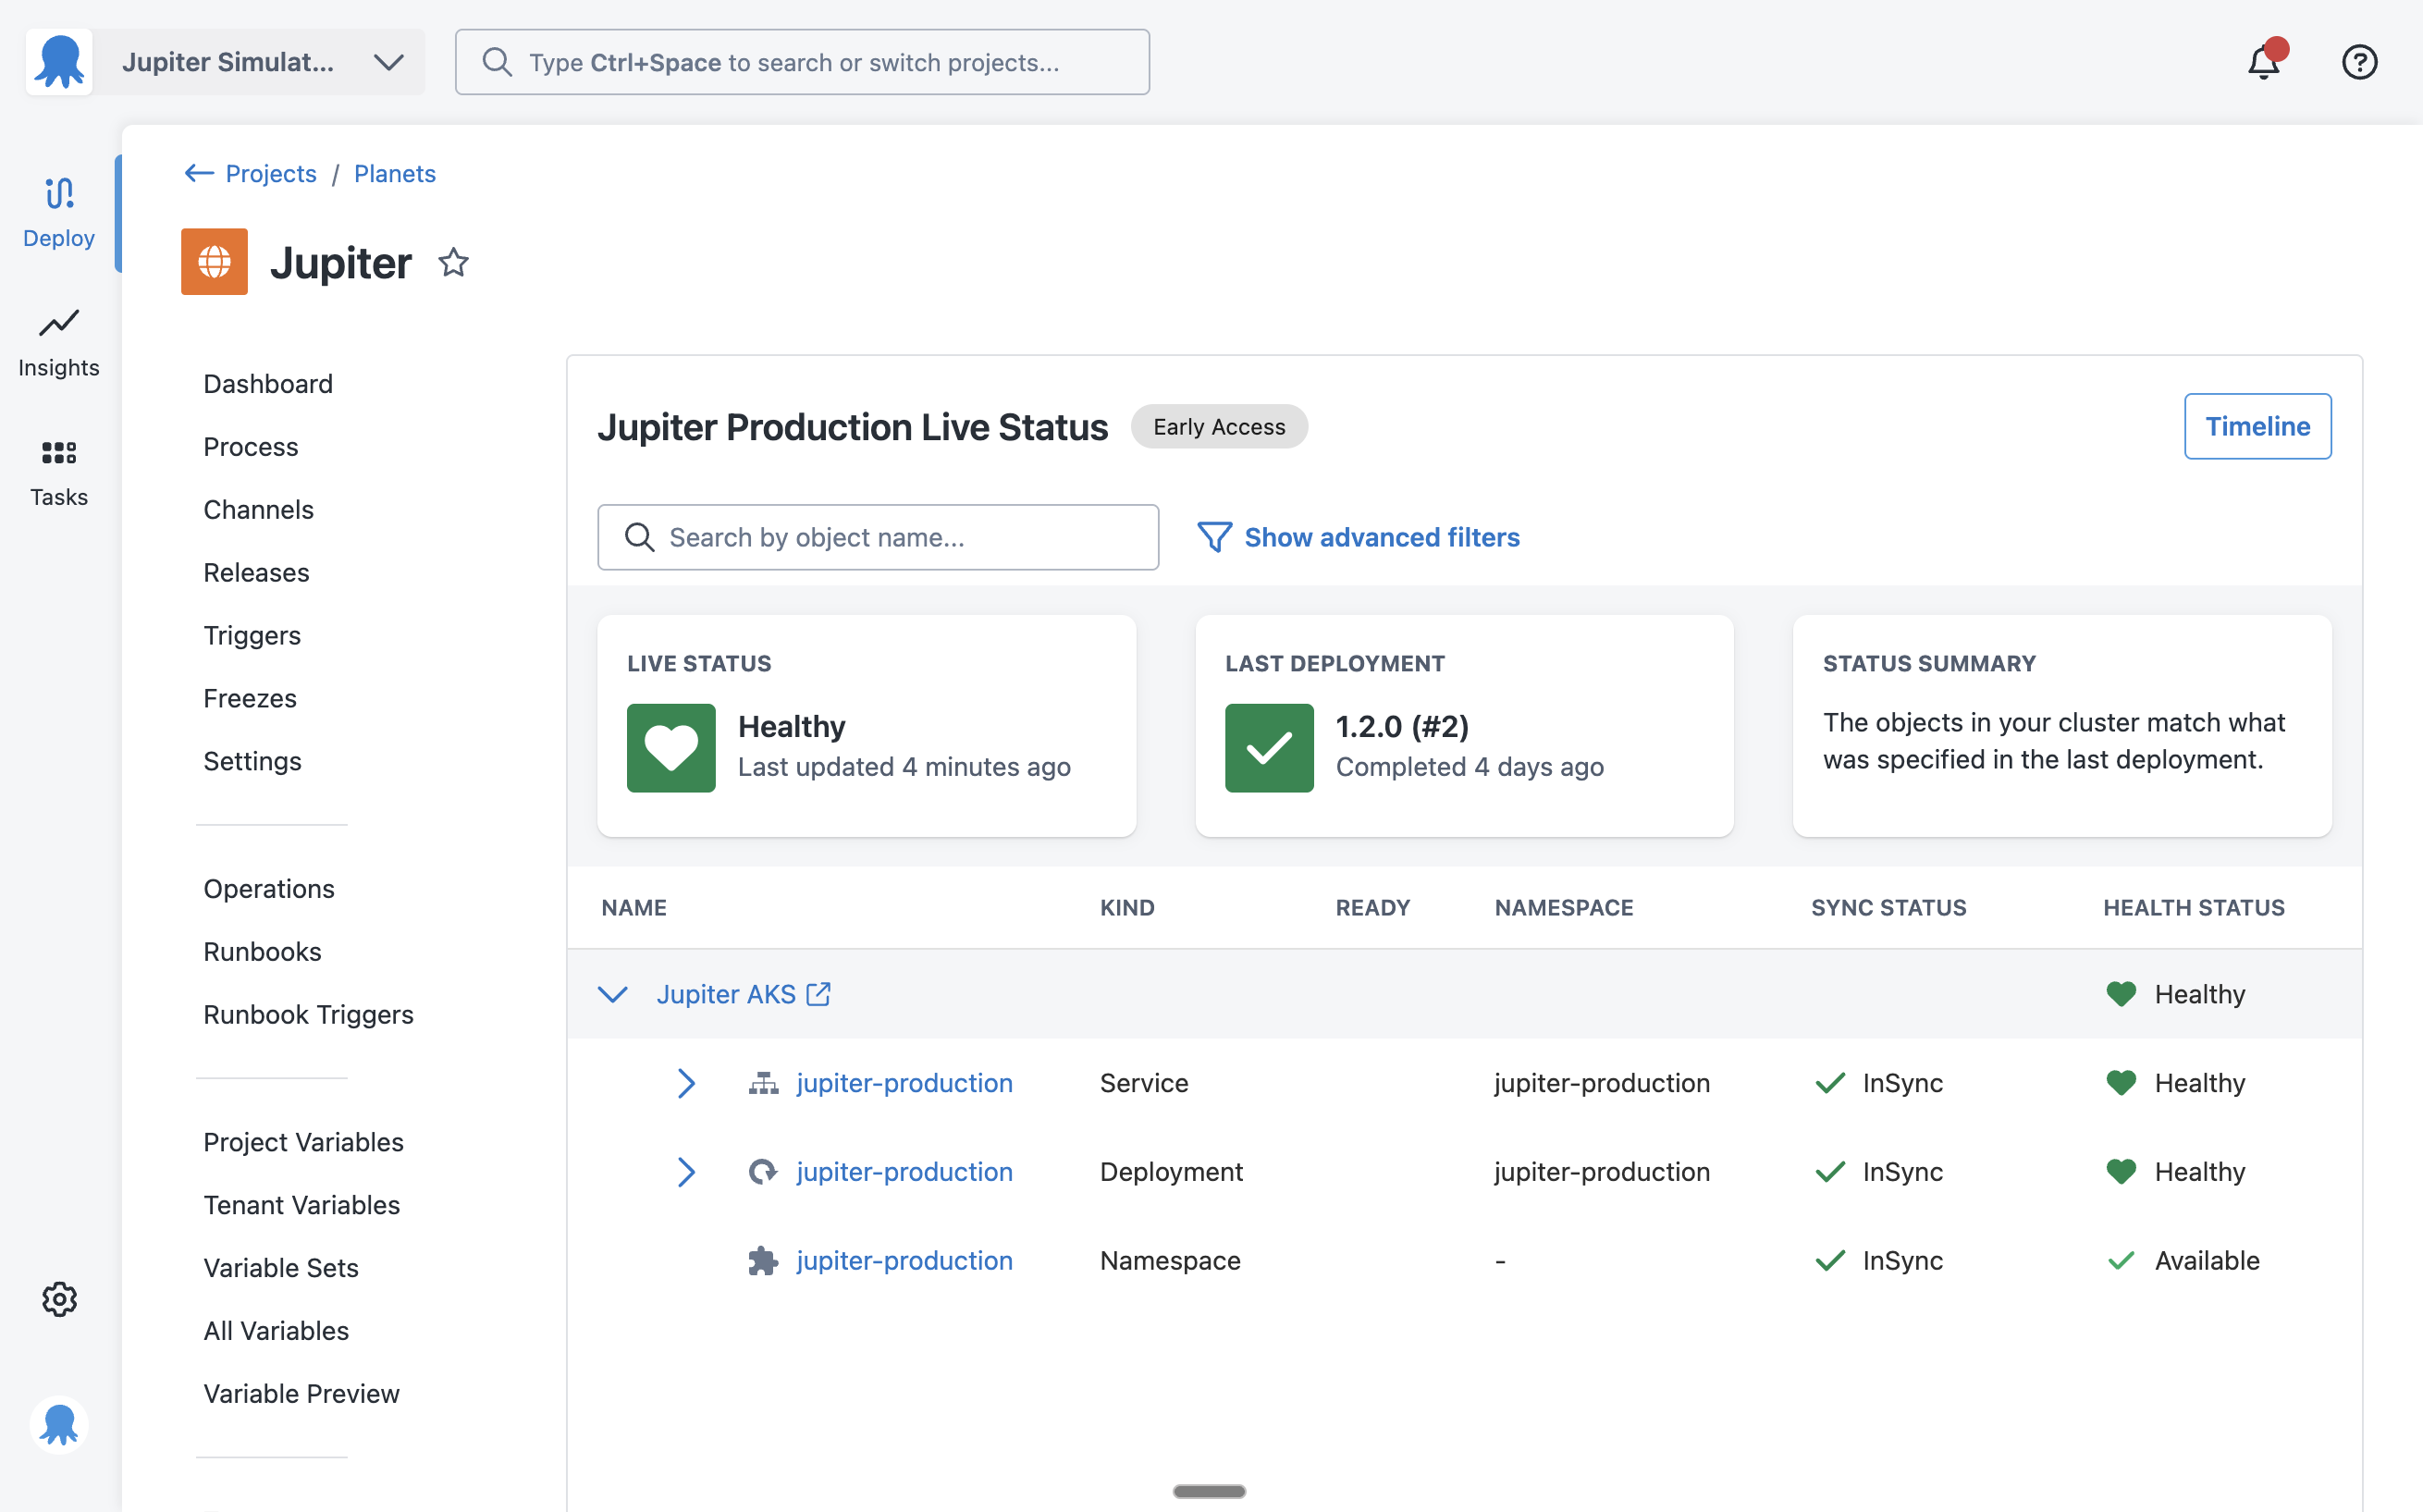 Jupiter Simulat...
Type Ctrl+Space to search or switch projects...
Deploy
Insights
Tasks
Projects / Planets
Jupiter
Dashboard
Process
Channels
Releases
Triggers
Freezes
Settings
Operations
Runbooks
Runbook Triggers
Project Variables
Tenant Variables
Variable Sets
All Variables
Variable Preview
Jupiter Production Live Status Early Access
Timeline
Search by object name...
Show advanced filters
LIVE STATUS
Healthy
Last updated 4 minutes ago
LAST DEPLOYMENT
1.2.0 (#2)
Completed 4 days ago
STATUS SUMMARY
The objects in your cluster match what
was specified in the last deployment.
NAME KIND READY NAMESPACE SYNC STATUS HEALTH STATUS
Jupiter AKS Healthy
jupiter-production Service jupiter-production InSync Healthy
jupiter-production Deployment jupiter-production InSync Healthy
jupiter-production Namespace - InSync Available